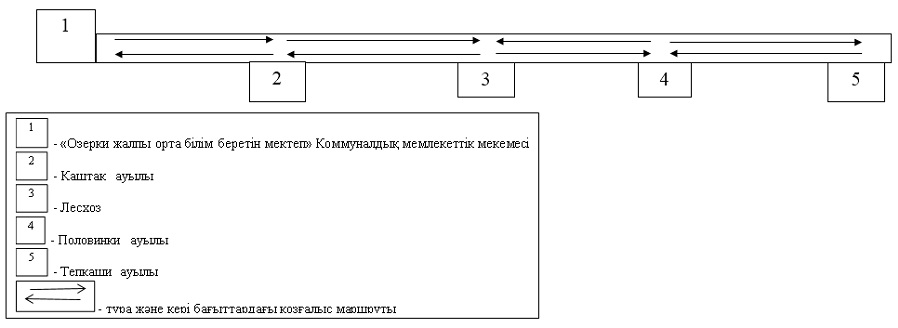 1
2 3 4 5
1 - «Озерки жалпы орта білім беретін мектеп» Коммуналдық мемлекеттік мекемесі
2 - Каштак ауылы
3 - Лесхоз
4 - Половинки ауылы
5 - Тепкаши ауылы
- тура және кері бағыттардағы қозғалыс маршруты